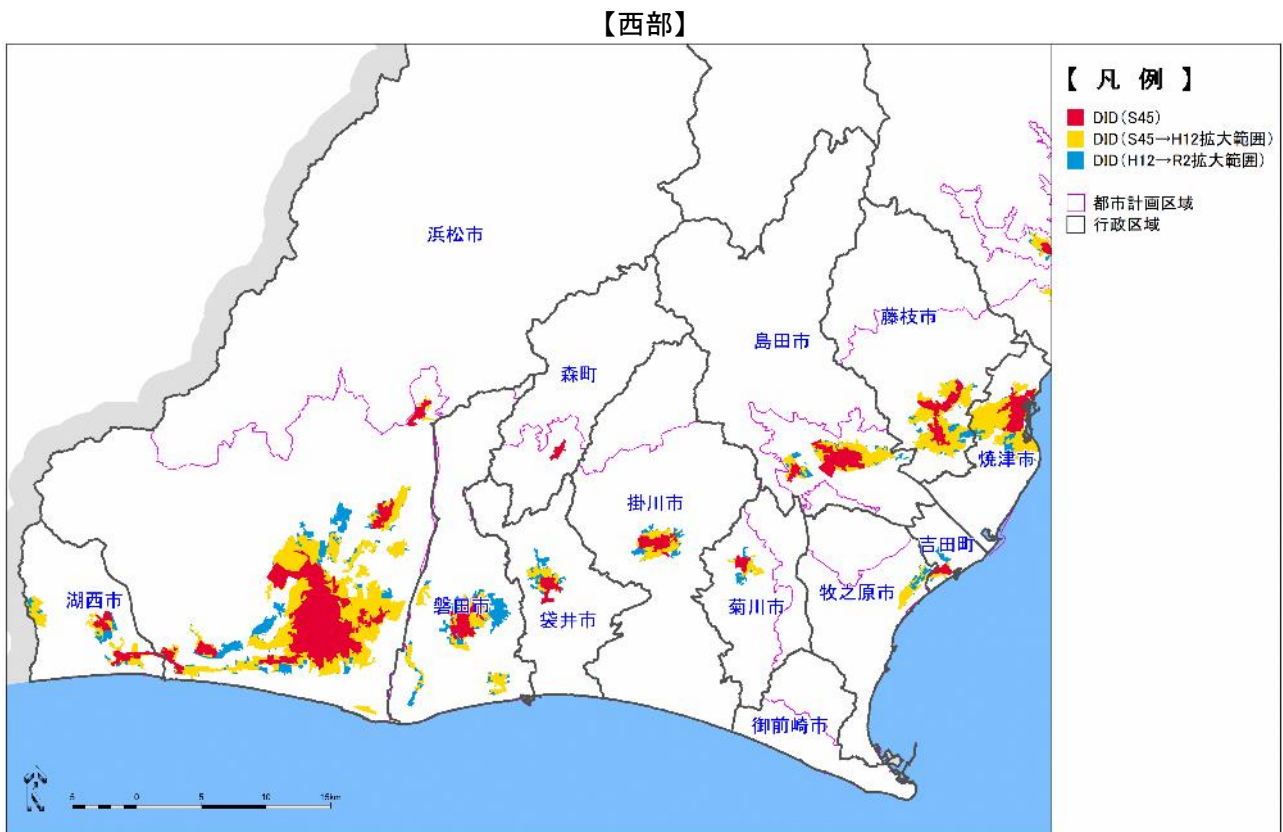 【西部】
【 凡 例 】
DID(S45)
DID(S45→H12拡大範囲)
DID(H12→R2拡大範囲)
都市計画区域
行政区域
浜松市
藤枝市
島田市
森町
焼津市
掛川市
吉田町
湖西市
磐田市
袋井市
菊川市
牧之原市
御前崎市
5 0 5 10 15km